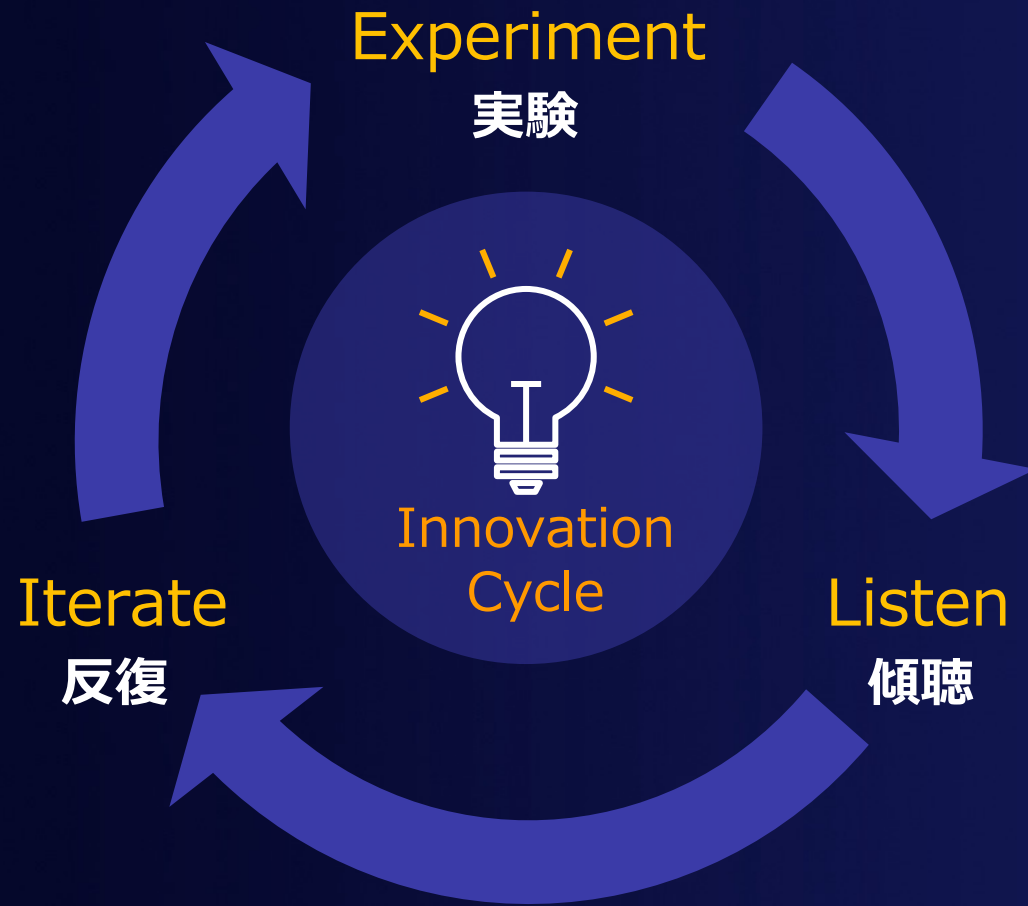 Experiment
実験
Innovation
Cycle
Iterate
反復
Listen
傾聴